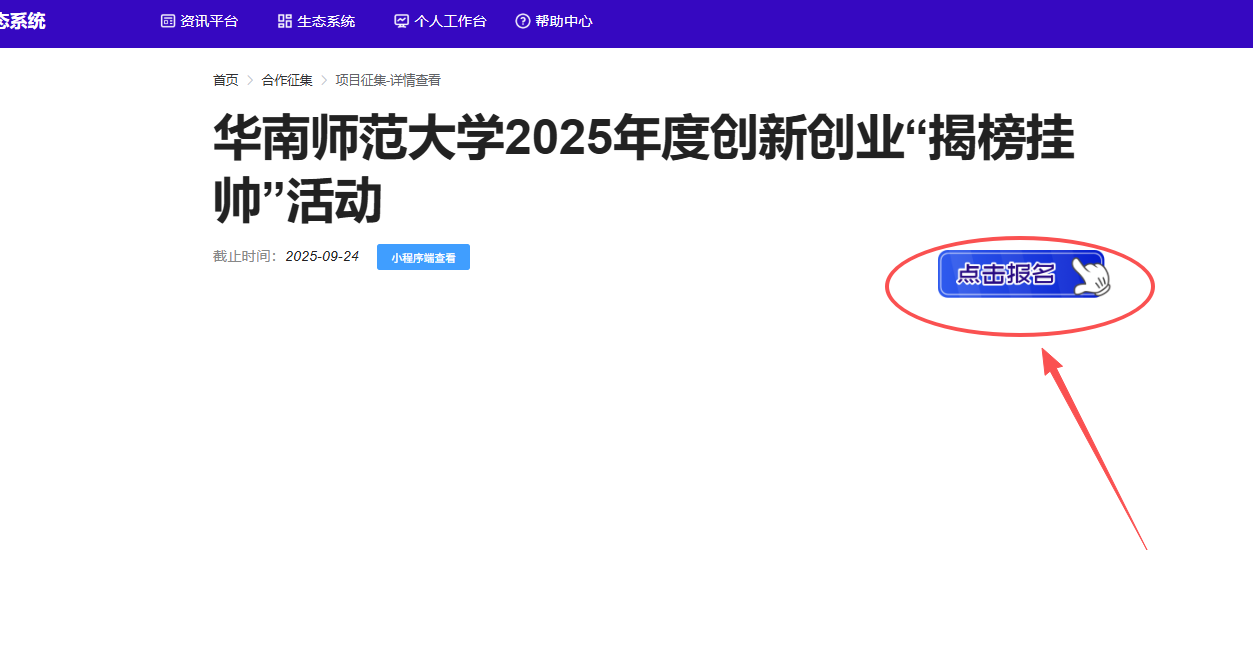 态系统 资讯平台 生态系统 个人工作台 帮助中心
首页 > 合作征集 > 项目征集-详情查看
华南师范大学2025年度创新创业“揭榜挂
帅”活动
截止时间：2025-09-24 小程序端查看
点击报名